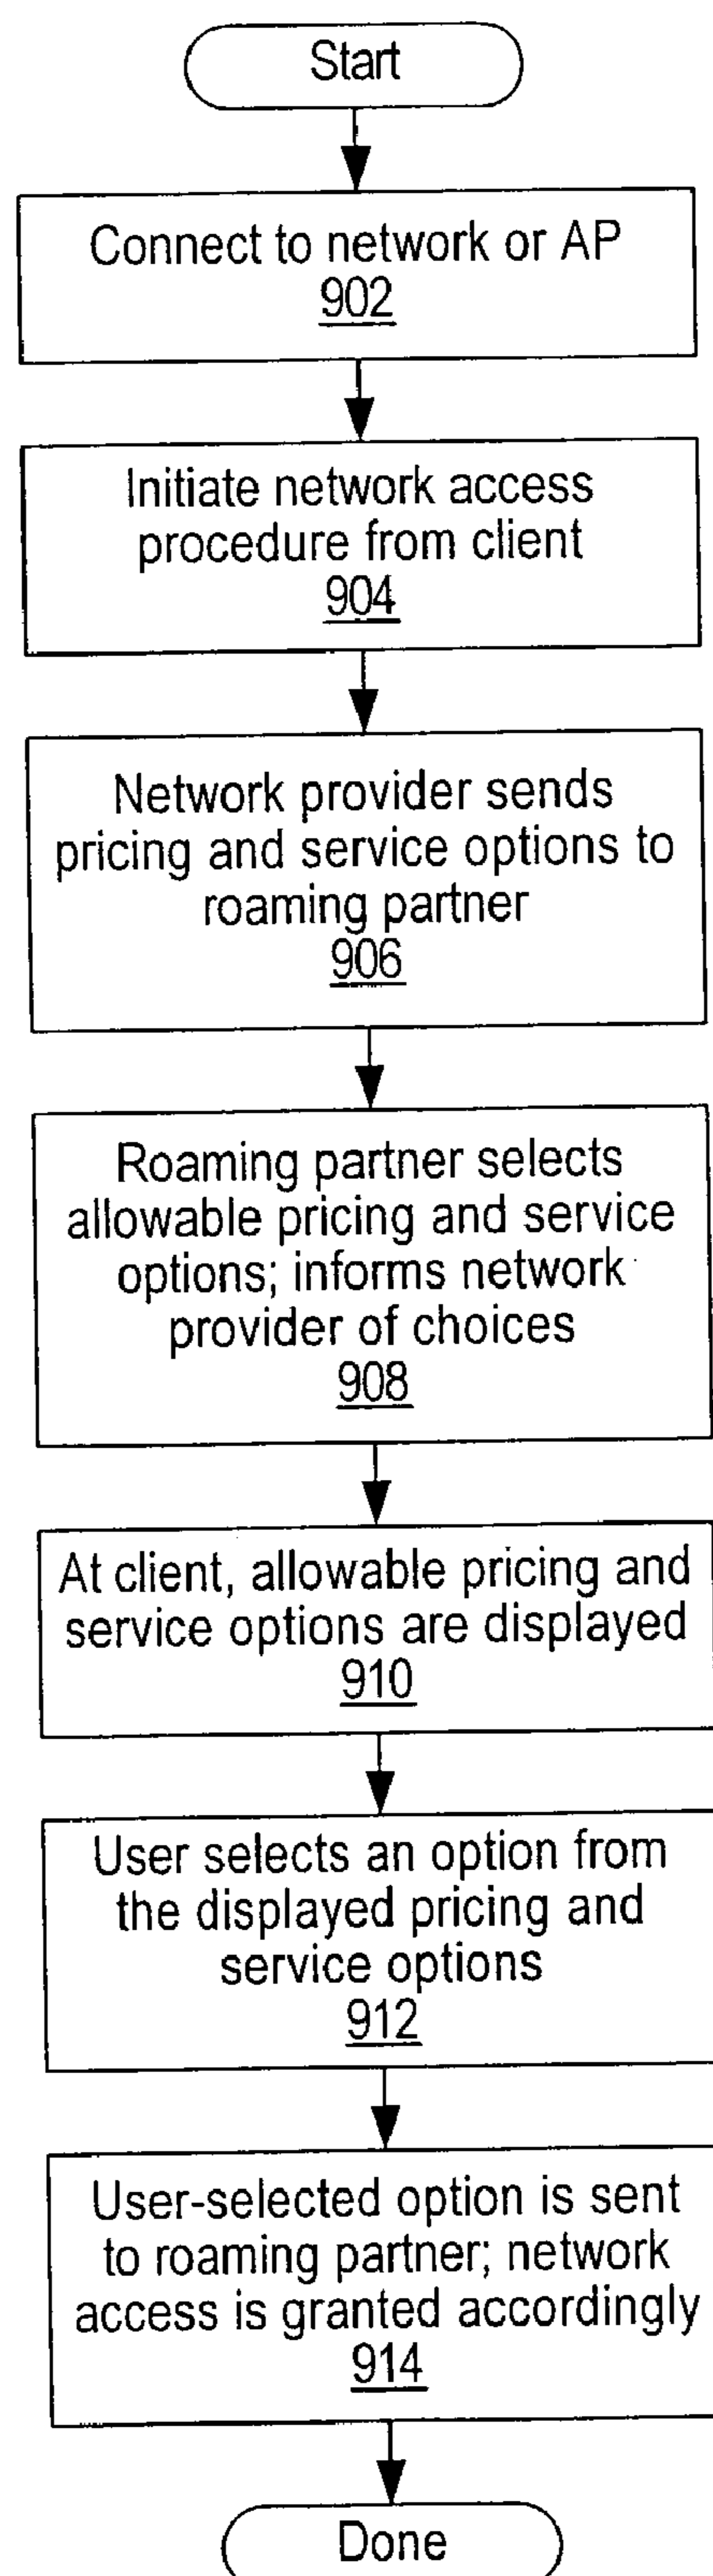 Start
Connect to network or AP
902
Initiate network access
procedure from client
904
Network provider sends
pricing and service options to
roaming partner
906
Roaming partner selects
allowable pricing and service
options; informs network
provider of choices
908
At client, allowable pricing and
service options are displayed
910
User selects an option from
the displayed pricing and
service options
912
User-selected option is sent
to roaming partner; network
access is granted accordingly
914
Done